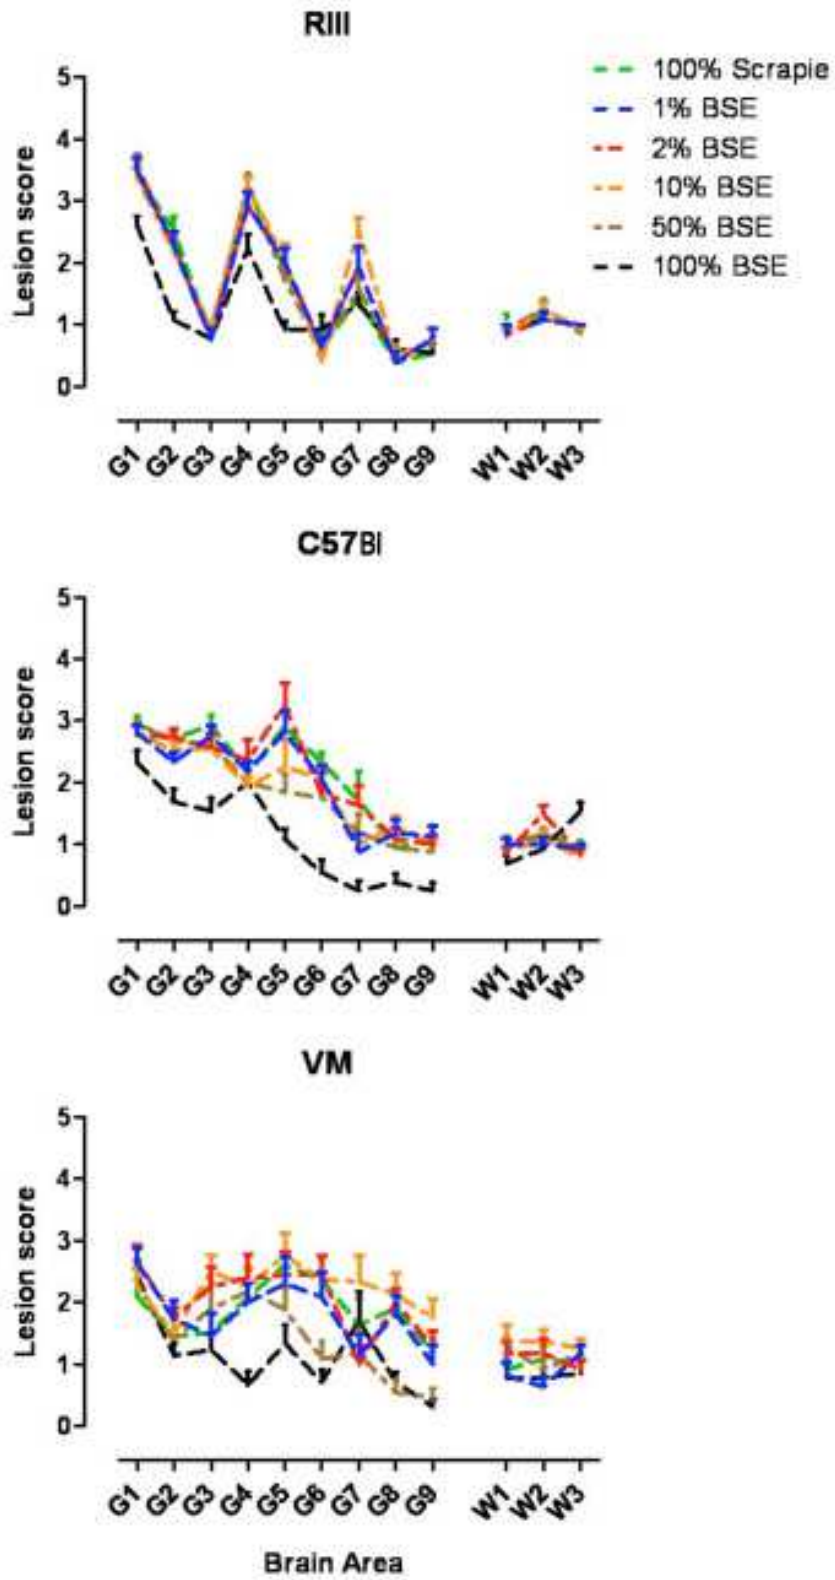 RIII
5
4
3
2
1
0
Lesion score
G1 G2 G3 G4 G5 G6 G7 G8 G9 W1 W2 W3
100% Scrapie
1% BSE
2% BSE
10% BSE
50% BSE
100% BSE
C57Bl
5
4
3
2
1
0
Lesion score
G1 G2 G3 G4 G5 G6 G7 G8 G9 W1 W2 W3
VM
5
4
3
2
1
0
Lesion score
G1 G2 G3 G4 G5 G6 G7 G8 G9 W1 W2 W3
Brain Area